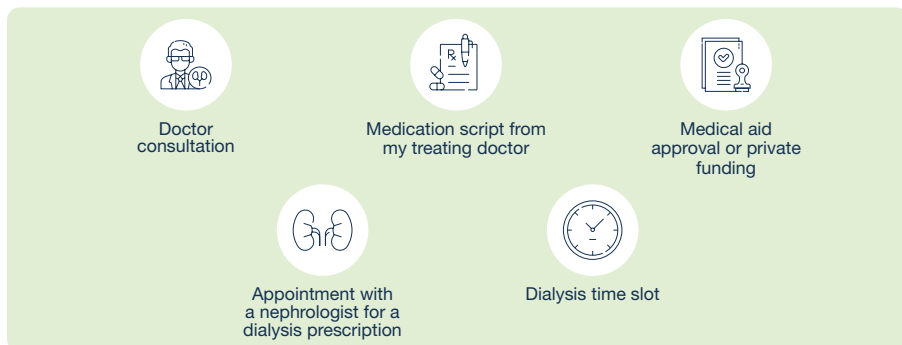 Doctor
consultation
Medication script from
my treating doctor
Medical aid
approval or private
funding
Appointment with
a nephrologist for a
dialysis prescription
Dialysis time slot